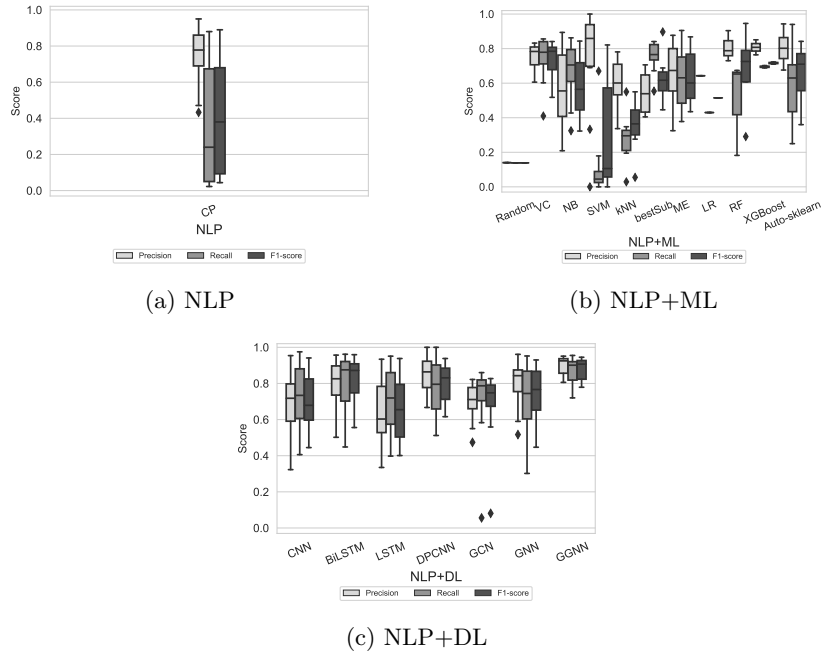 1.0
0.8
0.6
0.4
0.2
0.0
Score
CP
NLP
Precision Recall F1-score
(a) NLP
1.0
0.8
0.6
0.4
0.2
0.0
Score
Random VC NB SVM kNN bestSub ME LR RF XGBoost Auto-sklearn
NLP+ML
Precision Recall F1-score
(b) NLP+ML
1.0
0.8
0.6
0.4
0.2
0.0
Score
CNN BiLSTM LSTM DPCNN GCN GNN GGNN
NLP+DL
Precision Recall F1-score
(c) NLP+DL